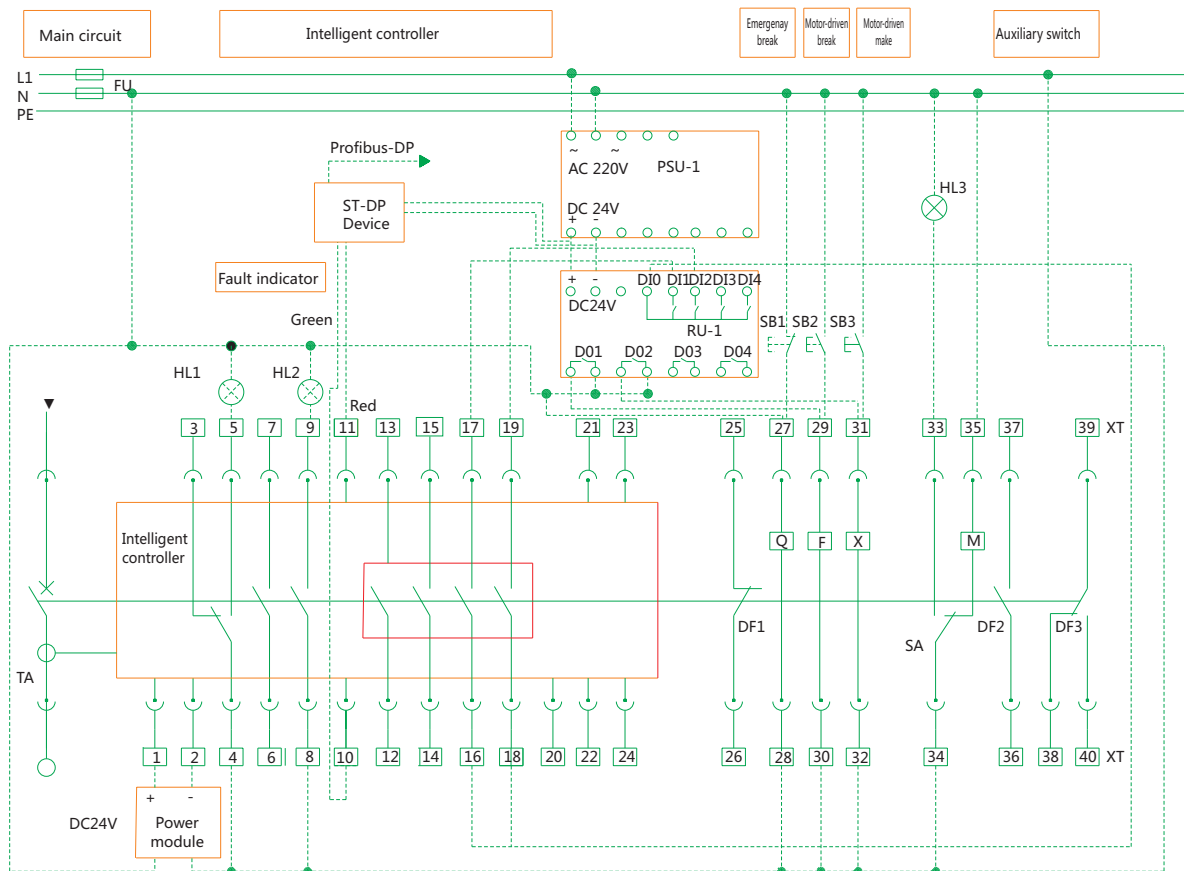 Main circuit
Intelligent controller
Emergenay
break
Motor-driven
break
Motor-driven
make
Auxiliary switch
L1
FU
N
PE
Profibus-DP
~ ~
AC 220V PSU-1
ST-DP
Device
DC 24V
+ -
HL3
Fault indicator
+ - DI0 DI1 DI2 DI3 DI4
DC24V
Green
RU-1
SB1 SB2 SB3
D01 D02 D03 D04
HL1 HL2
Red
3 5 7 9 11 13 15 17 19 21 23 25 27 29 31 33 35 37 39 XT
Intelligent
controller
Q F X M
DF1 SA DF2 DF3
TA
1 2 4 6 8 10 12 14 16 18 20 22 24 26 28 30 32 34 36 38 40 XT
+ -
DC24V
Power
module